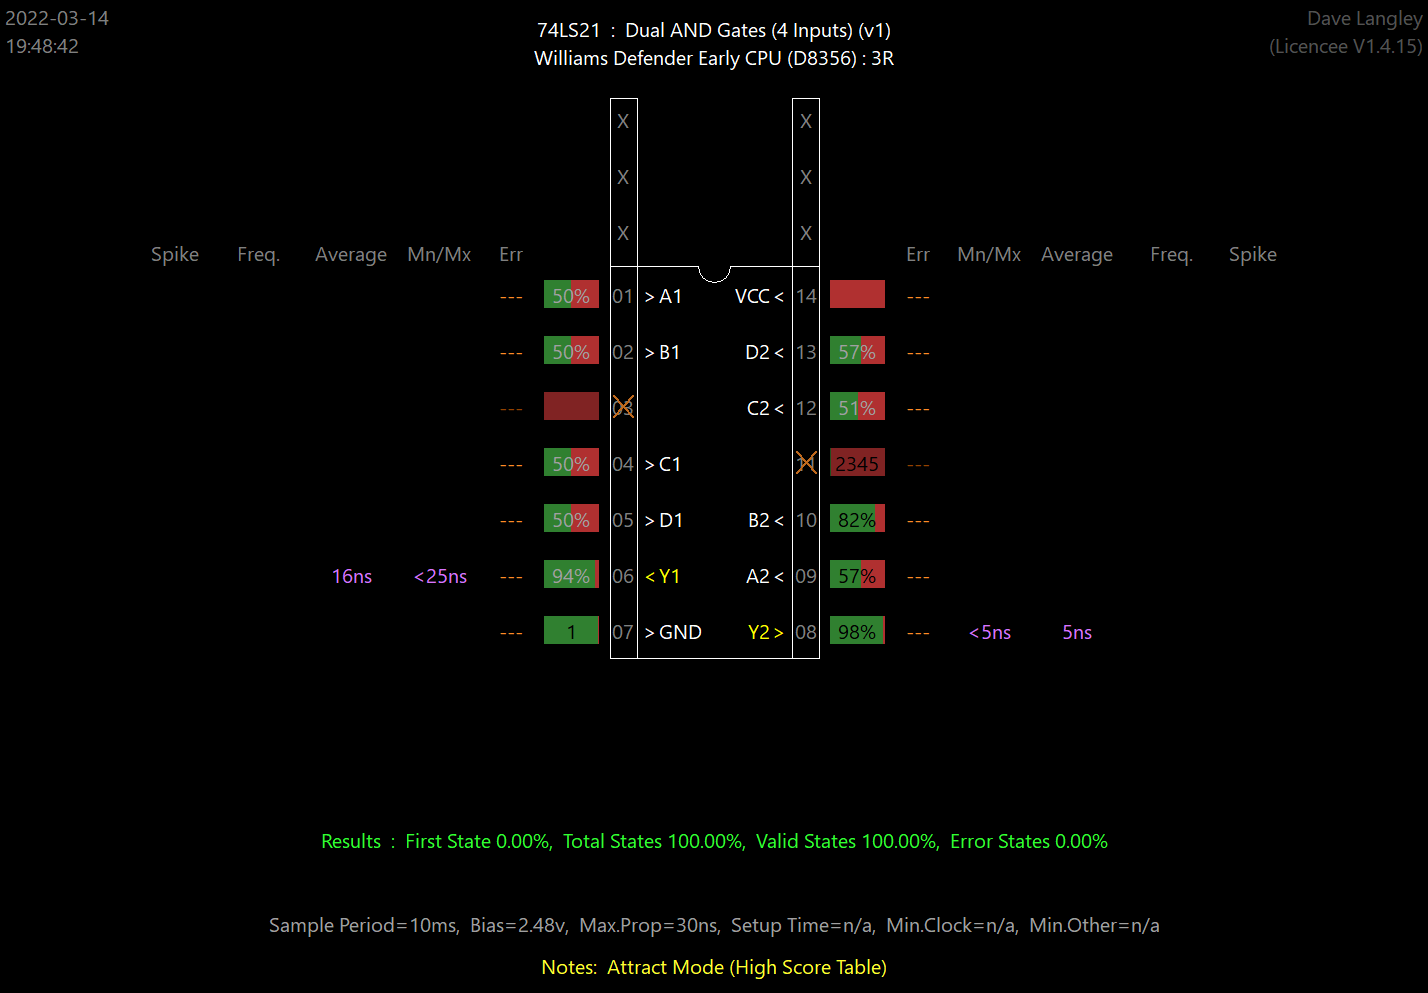 2022-03-14
19:48:42
74LS21 : Dual AND Gates (4 Inputs) (v1)
Williams Defender Early CPU (D8356) : 3R
Dave Langley
(Licencee V1.4.15)
X X
X X
X X
Spike Freq. Average Mn/Mx Err Err Mn/Mx Average Freq. Spike
--- 50% 01 > A1 VCC < 14 ---
--- 50% 02 > B1 D2 < 13 57% ---
--- 03 C2 < 12 51% ---
--- 50% 04 > C1 11 2345 ---
--- 50% 05 > D1 B2 < 10 82% ---
16ns <25ns --- 94% 06 < Y1 A2 < 09 57% ---
--- 1 07 > GND Y2 > 08 98% --- <5ns 5ns
Results : First State 0.00%, Total States 100.00%, Valid States 100.00%, Error States 0.00%
Sample Period=10ms, Bias=2.48v, Max.Prop=30ns, Setup Time=n/a, Min.Clock=n/a, Min.Other=n/a
Notes: Attract Mode (High Score Table)